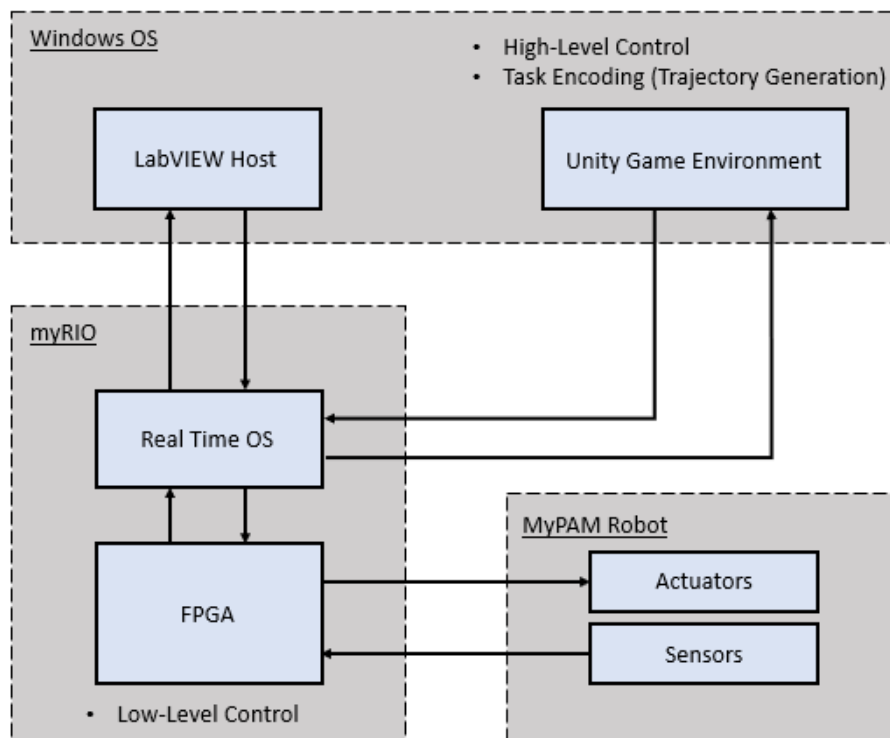 Windows OS
• High-Level Control
• Task Encoding (Trajectory Generation)
LabVIEW Host
Unity Game Environment
myRIO
Real Time OS
MyPAM Robot
FPGA
Actuators
Sensors
• Low-Level Control